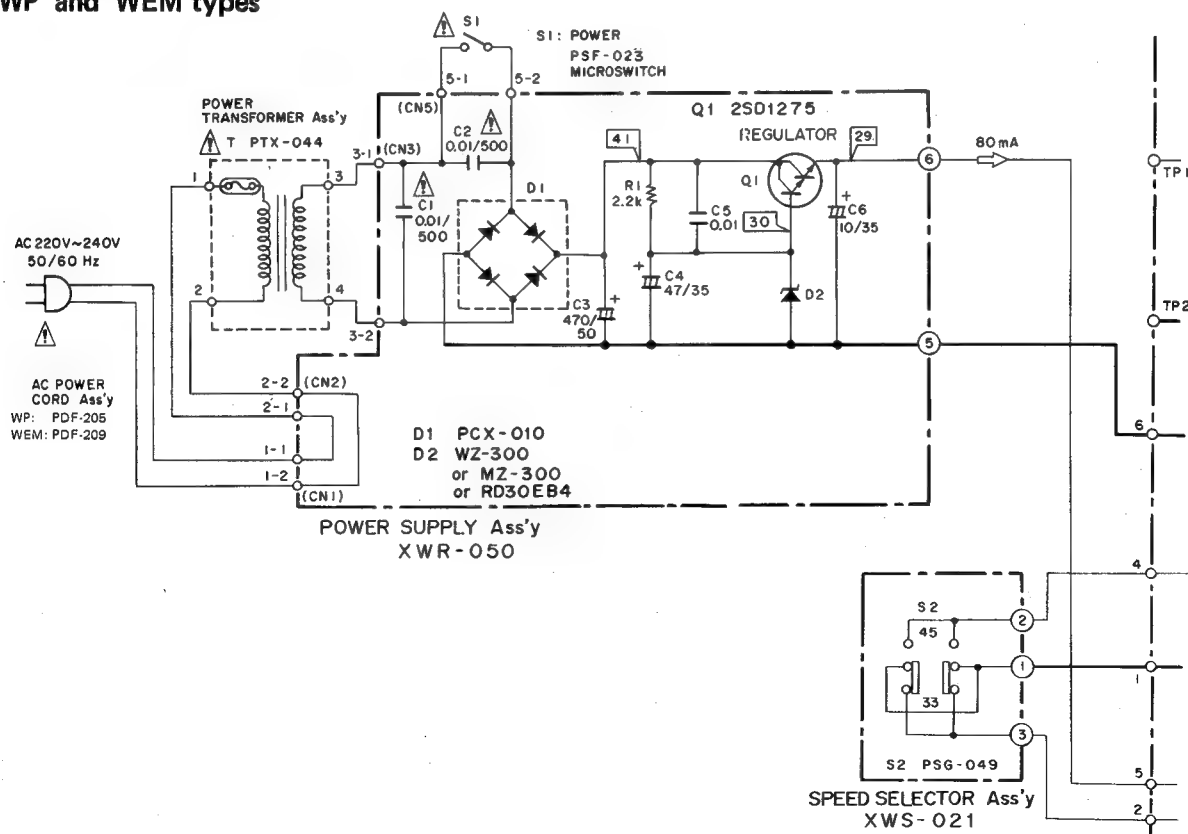 WP and WEM types
S1
S1: POWER
PSF-023
MICROSWITCH
5-1
5-2
POWER
TRANSFORMER Ass'y
T PTX-044
(CN5)
C2
0.01/500
Q1 2SD1275
REGULATOR
41
29
6
80mA
TP1
3-1
(CN3)
1
3
C1
0.01/
500
D1
R1
2.2k
C5
0.01
30
Q1
+
C6
10/35
AC 220V~240V
50/60 Hz
2
4
3-2
+
C3
470/
50
+
C4
47/35
D2
TP2
5
AC POWER
CORD Ass'y
WP: PDF-205
WEM: PDF-209
2-2
(CN2)
2-1
1-1
1-2
(CN1)
D1 PCX-010
D2 WZ-300
or MZ-300
or RD30EB4
6
POWER SUPPLY Ass'y
XWR-050
4
S2
45
2
1
1
33
3
S2 PSG-049
5
SPEED SELECTOR Ass'y
XWS-021
2